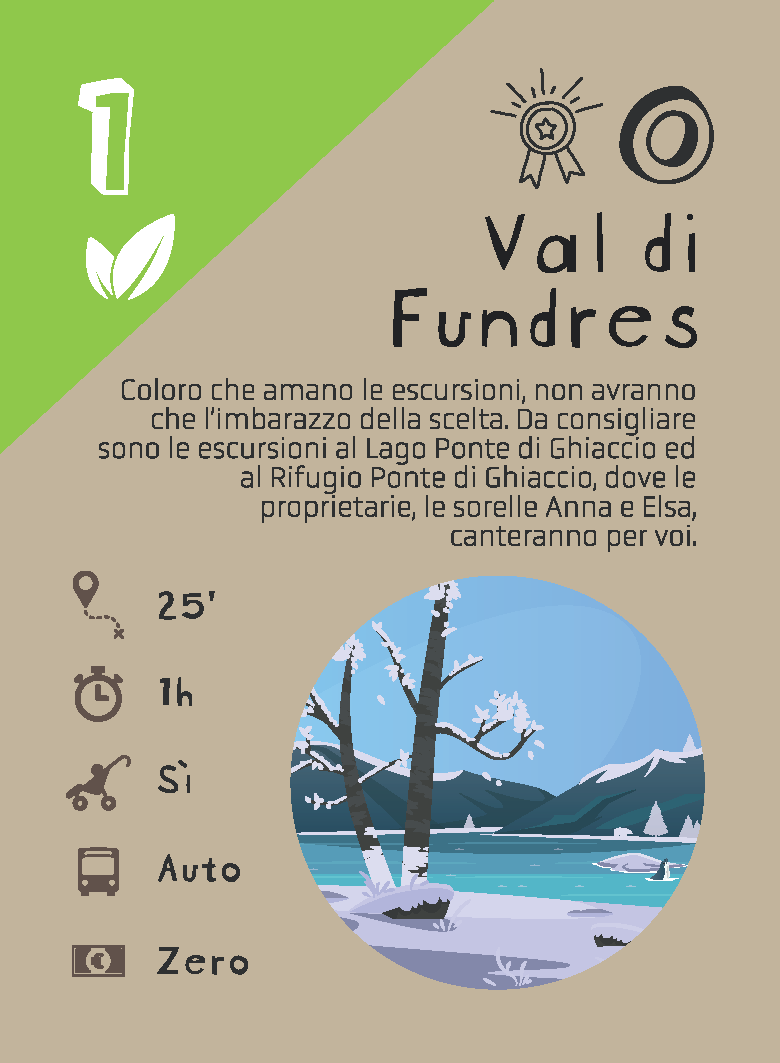 1
0
Val di
Fundres
Coloro che amano le escursioni, non avranno
che l'imbarazzo della scelta. Da consigliare
sono le escursioni al Lago Ponte di Ghiaccio ed
al Rifugio Ponte di Ghiaccio, dove le
proprietarie, le sorelle Anna e Elsa,
canteranno per voi.
25'
1h
Sì
Auto
Zero